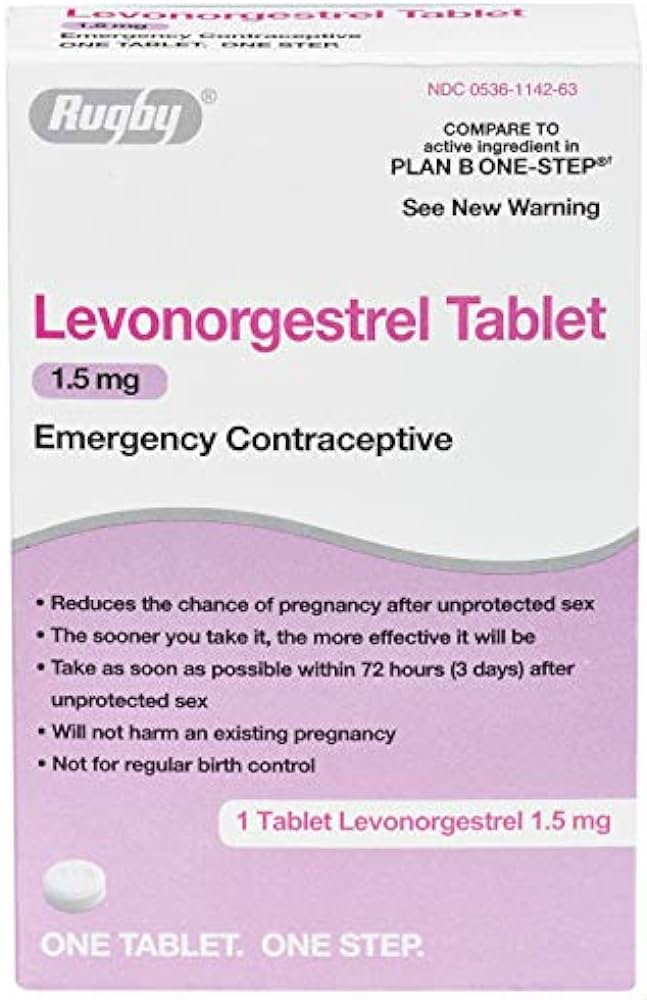 Levonorgestrel Tablet
1.5 mg
Emergency Contraceptive
ONE TABLET. ONE STEP.
Rugby®
NDC 0536-1142-63
COMPARE TO
active ingredient in
PLAN B ONE-STEP®†
See New Warning
Levonorgestrel Tablet
1.5 mg
Emergency Contraceptive
• Reduces the chance of pregnancy after unprotected sex
• The sooner you take it, the more effective it will be
• Take as soon as possible within 72 hours (3 days) after
unprotected sex
• Will not harm an existing pregnancy
• Not for regular birth control
1 Tablet Levonorgestrel 1.5 mg
ONE TABLET. ONE STEP.